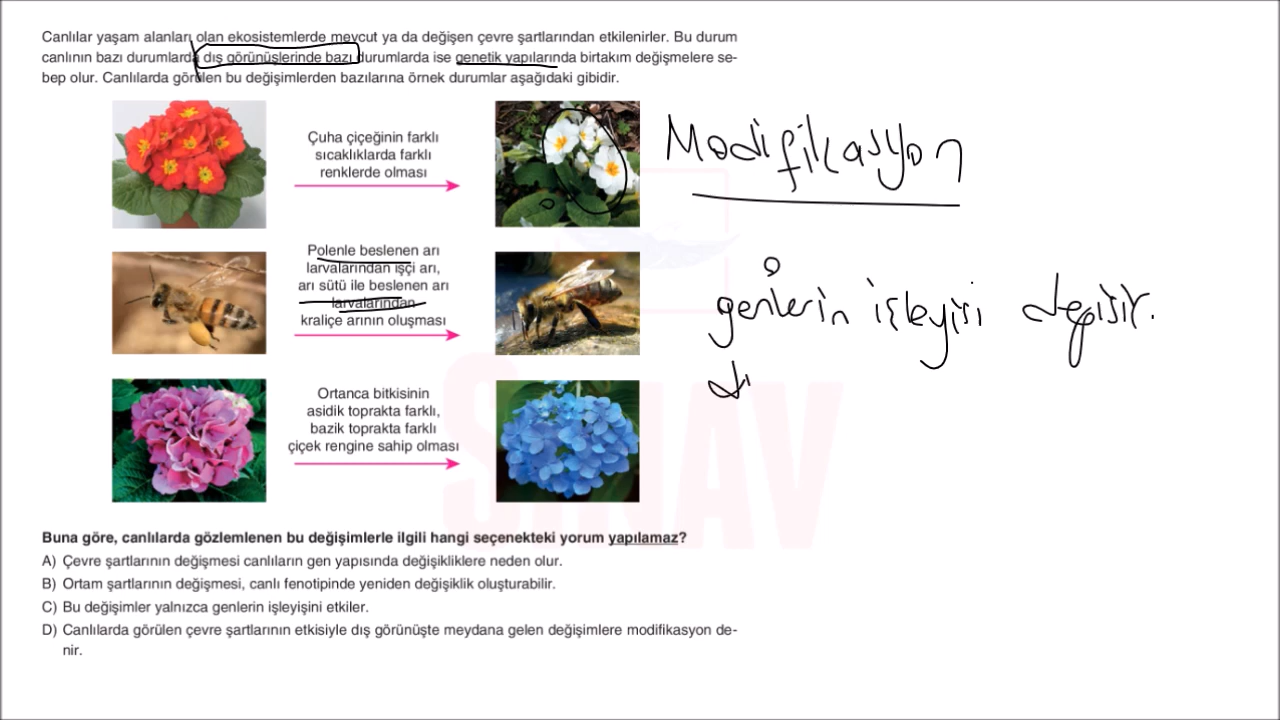 Canlılar yaşam alanları olan ekosistemlerde mevcut ya da değişen çevre şartlarından etkilenirler. Bu durum
canlının bazı durumlarda dış görünüşlerinde bazı durumlarda ise genetik yapılarında birtakım değişmelere se-
bep olur. Canlılarda görülen bu değişimlerden bazılarına örnek durumlar aşağıdaki gibidir.
Çuha çiçeğinin farklı
sıcaklıklarda farklı
renklerde olması
Modifikasyon
Polenle beslenen arı
larvalarından işçi arı,
arı sütü ile beslenen arı
larvalarından
kraliçe arının oluşması
genlerin işleyişi değişir.
Ortanca bitkisinin
asidik toprakta farklı,
bazik toprakta farklı
çiçek rengine sahip olması
SINAV
Buna göre, canlılarda gözlemlenen bu değişimlerle ilgili hangi seçenekteki yorum yapılamaz?
A) Çevre şartlarının değişmesi canlıların gen yapısında değişikliklere neden olur.
B) Ortam şartlarının değişmesi, canlı fenotipinde yeniden değişiklik oluşturabilir.
C) Bu değişimler yalnızca genlerin işleyişini etkiler.
D) Canlılarda görülen çevre şartlarının etkisiyle dış görünüşte meydana gelen değişimlere modifikasyon de-
nir.